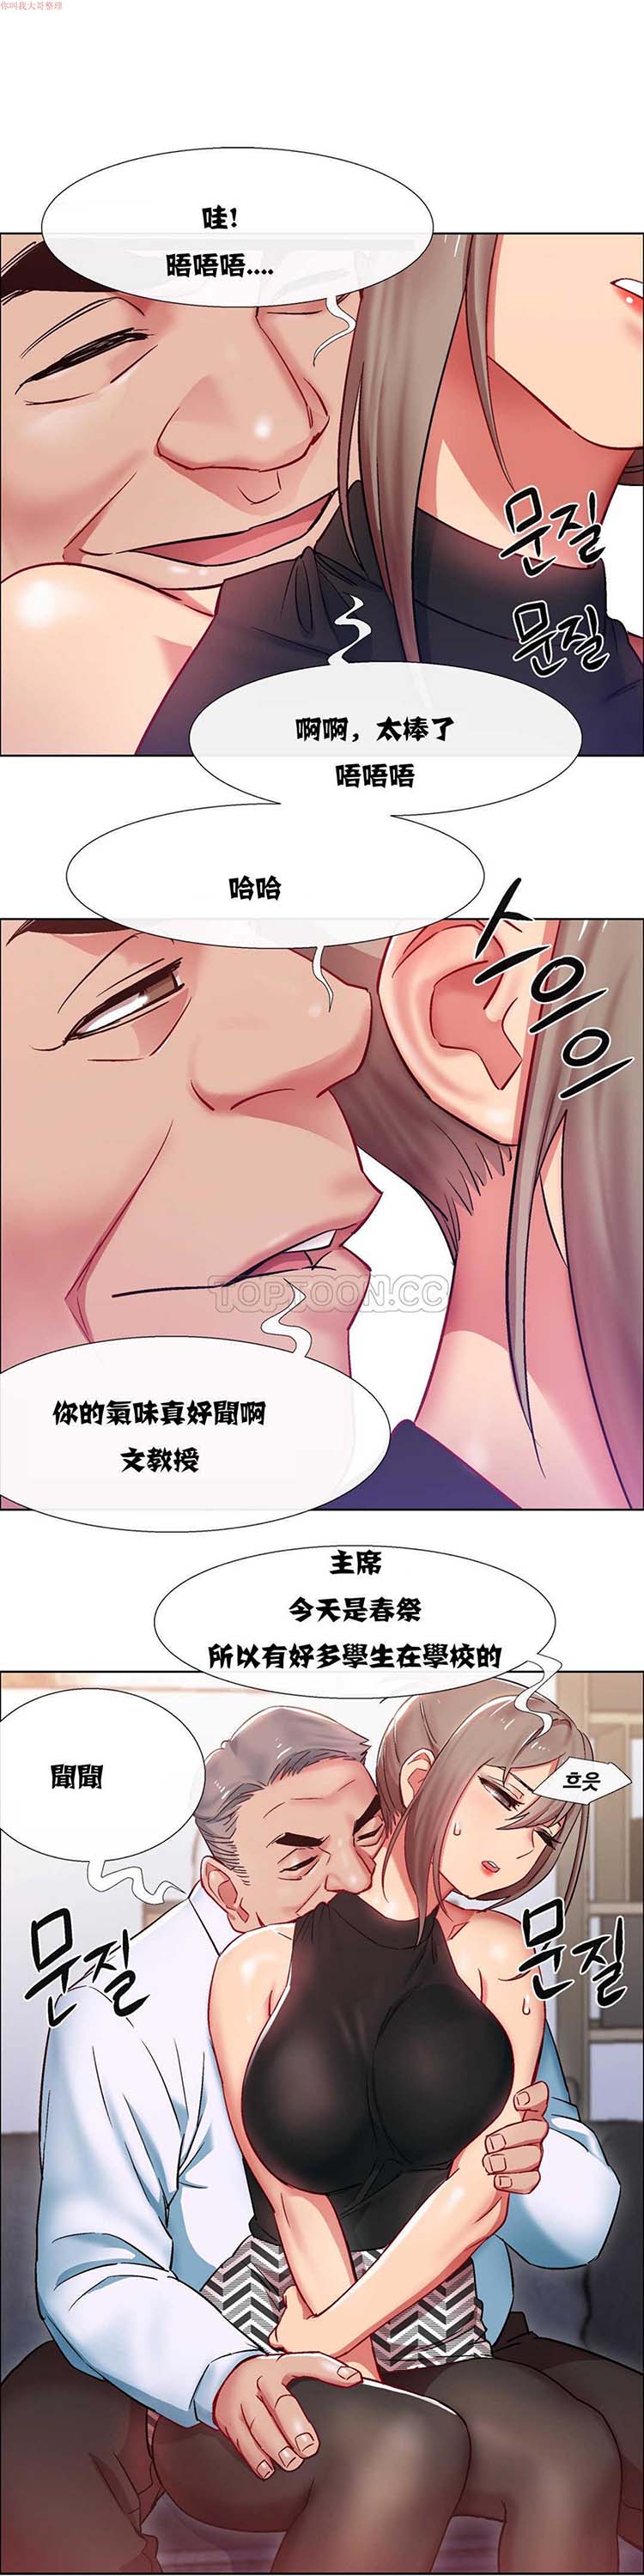 你叫我大哥整理
哇!
晤唔唔....
문질
문질
啊啊，太棒了
唔唔唔
哈哈
스으으
TOPTOON.CC
你的氣味真好聞啊
文教授
主席
今天是春祭
所以有好多學生在學校的
聞聞
흐읏
문질
문질